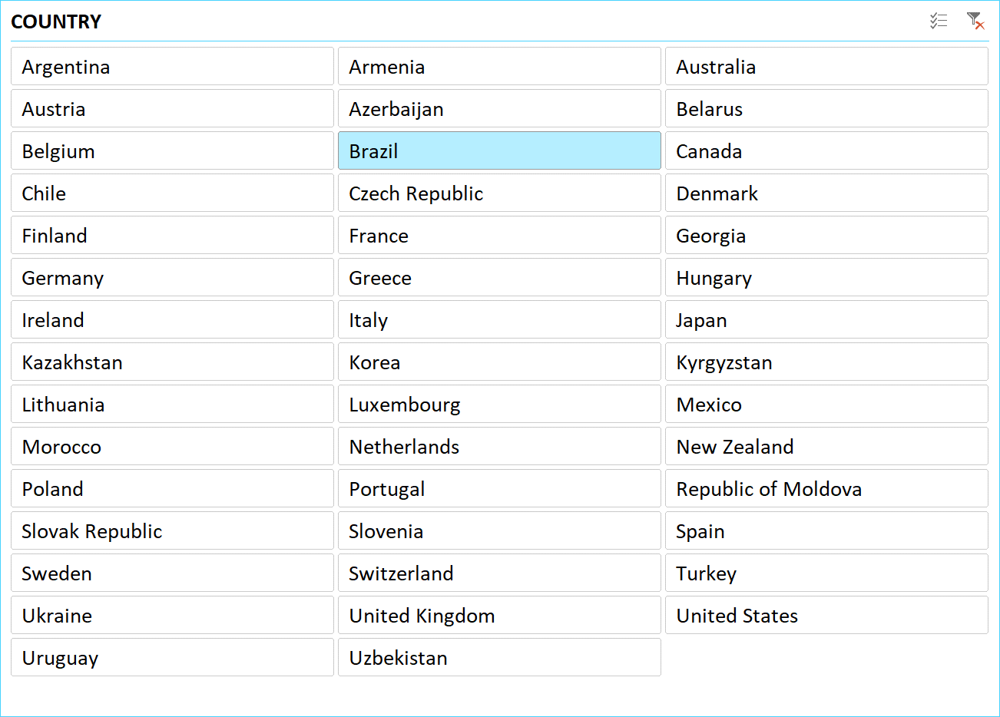 COUNTRY
Argentina
Armenia
Australia
Austria
Azerbaijan
Belarus
Belgium
Brazil
Canada
Chile
Czech Republic
Denmark
Finland
France
Georgia
Germany
Greece
Hungary
Ireland
Italy
Japan
Kazakhstan
Korea
Kyrgyzstan
Lithuania
Luxembourg
Mexico
Morocco
Netherlands
New Zealand
Poland
Portugal
Republic of Moldova
Slovak Republic
Slovenia
Spain
Sweden
Switzerland
Turkey
Ukraine
United Kingdom
United States
Uruguay
Uzbekistan